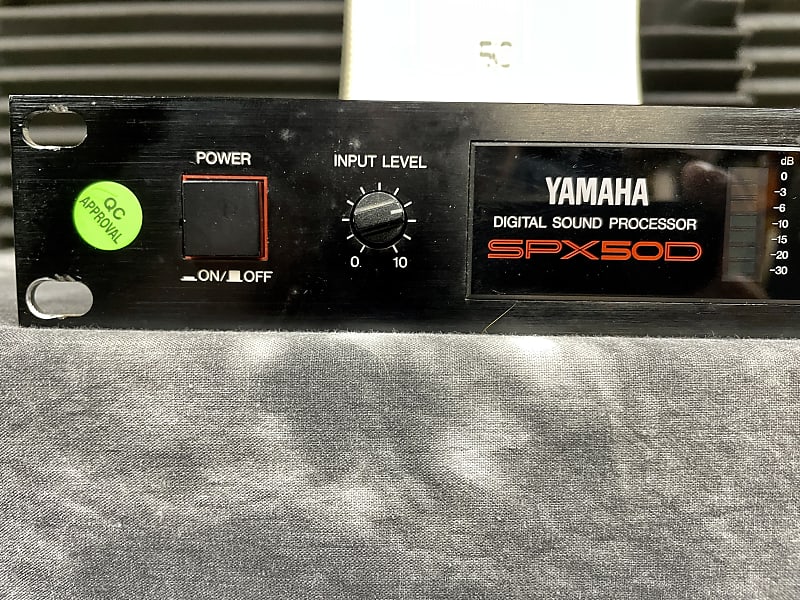 POWER
QC
APPROVAL
ON/ OFF
INPUT LEVEL
0 10
YAMAHA
DIGITAL SOUND PROCESSOR
SPX50D
dB
0
-3
-6
-10
-15
-20
-30